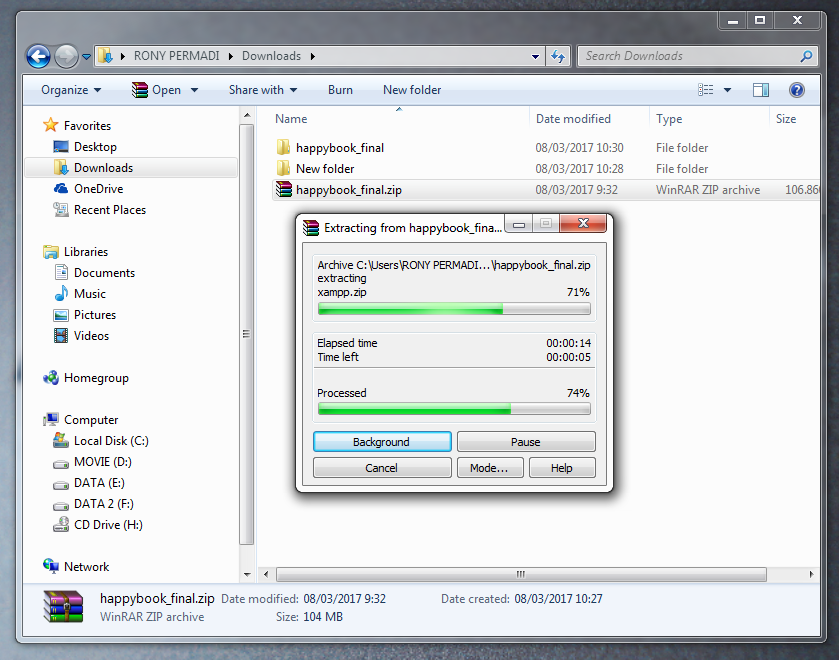 RONY PERMADI Downloads
Search Downloads
Organize Open Share with Burn New folder
Name Date modified Type Size
happybook_final 08/03/2017 10:30 File folder
New folder 08/03/2017 10:28 File folder
happybook_final.zip 08/03/2017 9:32 WinRAR ZIP archive 106.86
Favorites
Desktop
Downloads
OneDrive
Recent Places
Libraries
Documents
Music
Pictures
Videos
Homegroup
Computer
Local Disk (C:)
MOVIE (D:)
DATA (E:)
DATA 2 (F:)
CD Drive (H:)
Network
Extracting from happybook_fina...
Archive C:\Users\RONY PERMADI...\happybook_final.zip
extracting
xampp.zip 71%
Elapsed time 00:00:14
Time left 00:00:05
Processed 74%
Background Pause
Cancel Mode... Help
happybook_final.zip Date modified: 08/03/2017 9:32 Date created: 08/03/2017 10:27
WinRAR ZIP archive Size: 104 MB